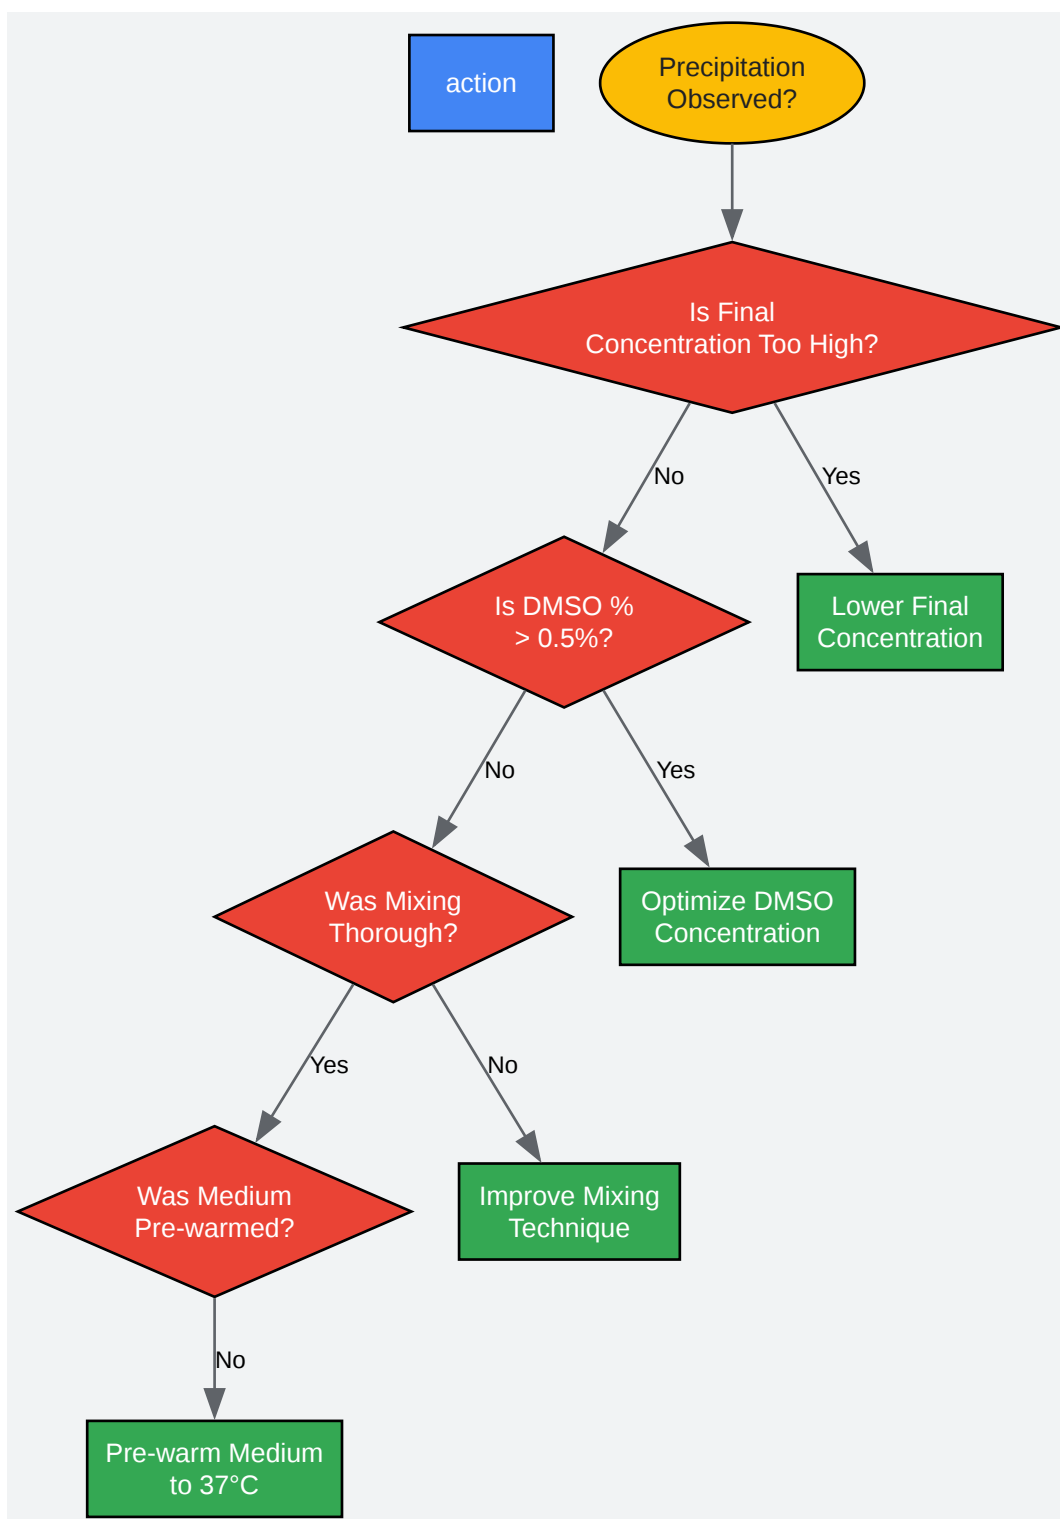 action
Precipitation
Observed?
Is Final
Concentration Too High?
No
Yes
Is DMSO %
> 0.5%?
Lower Final
Concentration
No
Yes
Was Mixing
Thorough?
Optimize DMSO
Concentration
Yes
No
Was Medium
Pre-warmed?
Improve Mixing
Technique
No
Pre-warm Medium
to 37°C